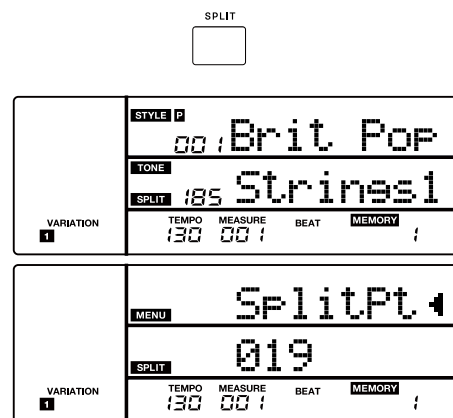 SPLIT
STYLE P
001 Brit Pop
TONE
SPLIT 185 Strings1
VARIATION TEMPO MEASURE BEAT MEMORY
1 130 001 1
MENU SplitPt
SPLIT 019
VARIATION TEMPO MEASURE BEAT MEMORY
1 130 001 1